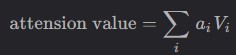 attension value = ∑_i a_i V_i